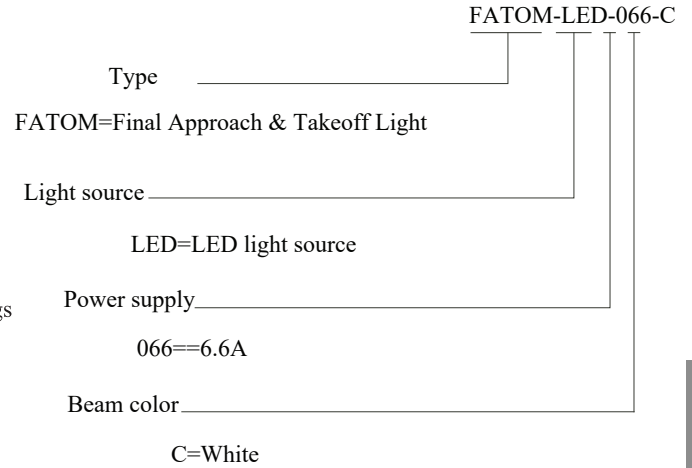 FATOM-LED-066-C
Type
FATOM=Final Approach & Takeoff Light
Light source
LED=LED light source
Power supply
gs
066==6.6A
Beam color
C=White